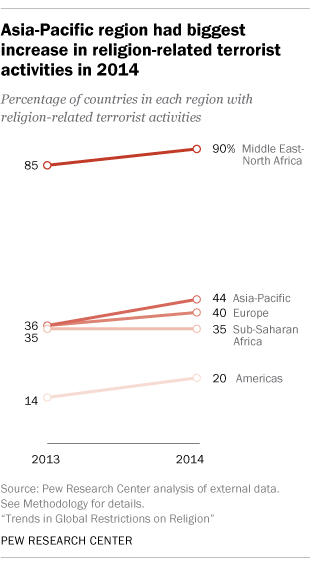 Asia-Pacific region had biggest
increase in religion-related terrorist
activities in 2014
Percentage of countries in each region with
religion-related terrorist activities
85
90% Middle East-
North Africa
36
35
44 Asia-Pacific
40 Europe
35 Sub-Saharan
Africa
14
20 Americas
2013 2014
Source: Pew Research Center analysis of external data.
See Methodology for details.
“Trends in Global Restrictions on Religion”
PEW RESEARCH CENTER